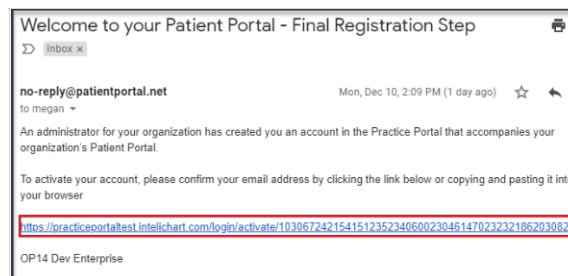 Welcome to your Patient Portal - Final Registration Step
Inbox x
no-reply@patientportal.net Mon, Dec 10, 2:09 PM (1 day ago)
to megan
An administrator for your organization has created you an account in the Practice Portal that accompanies your
organization's Patient Portal.
To activate your account, please confirm your email address by clicking the link below or copying and pasting it into
your browser
https://practiceportaltest.intelichart.com/login/activate/103067242154151235234060023046147023232186203082
OP14 Dev Enterprise